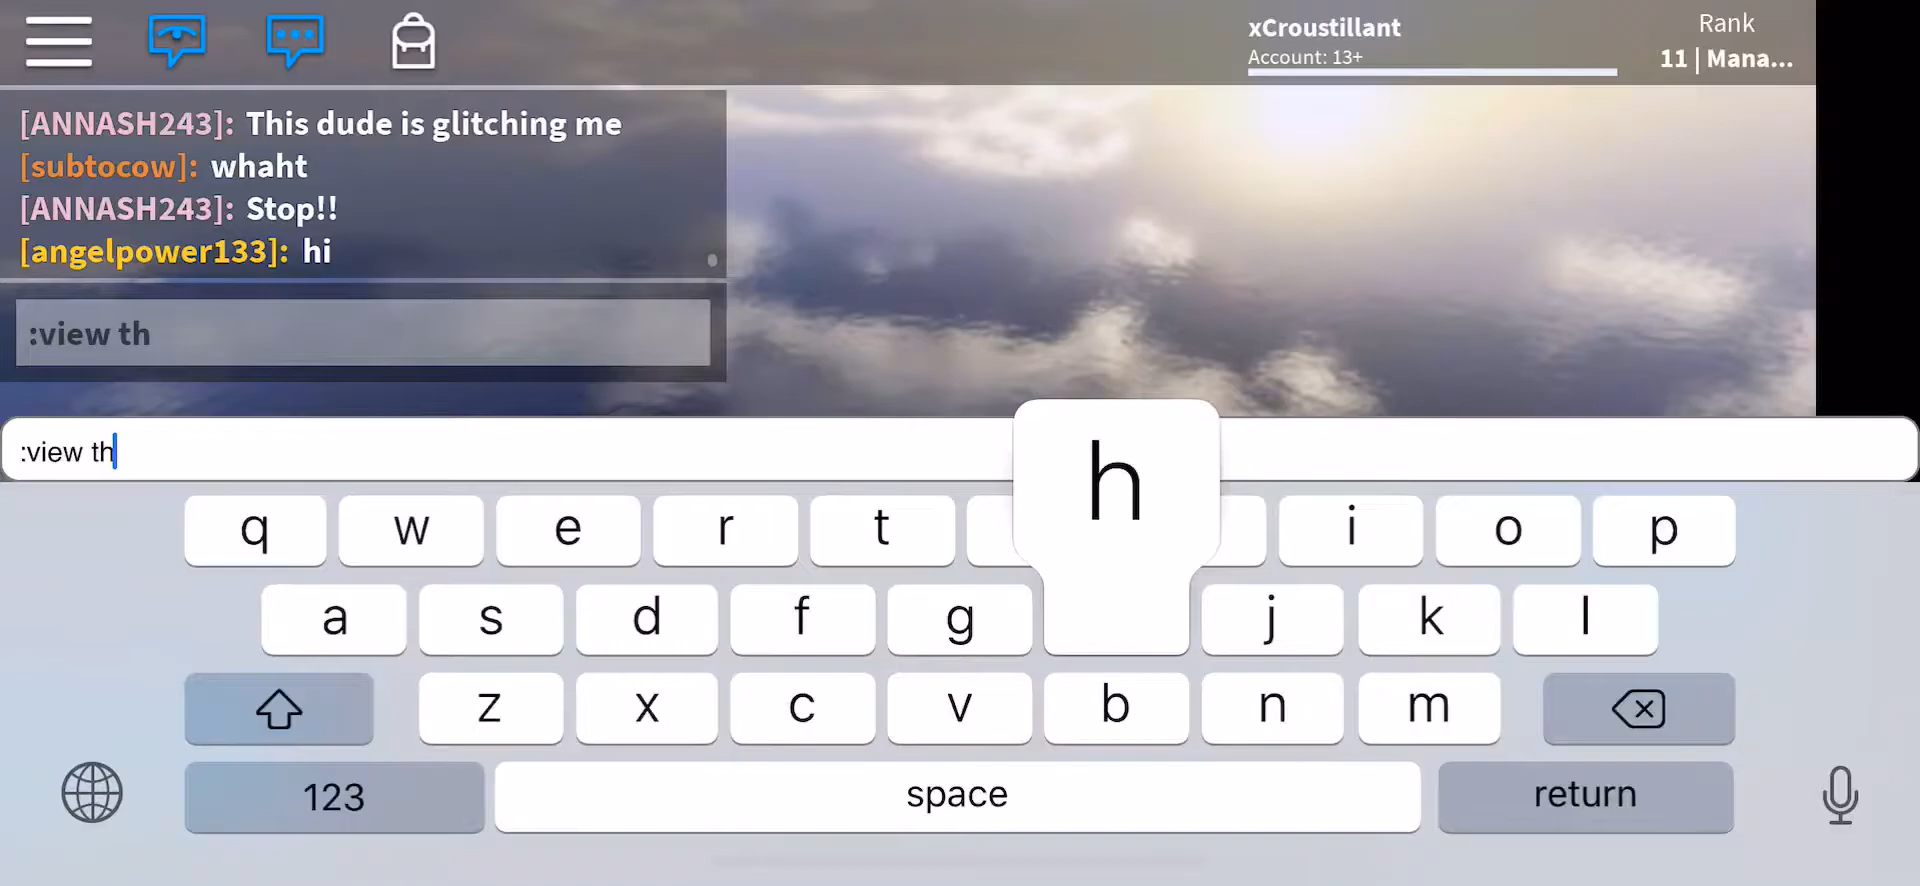 xCroustillant
Account: 13+
Rank
11 | Mana...
[ANNASH243]: This dude is glitching me
[subtocow]: whaht
[ANNASH243]: Stop!!
[angelpower133]: hi
:view th
:view th
h
q w e r t i o p
a s d f g j k l
z x c v b n m
123 space return